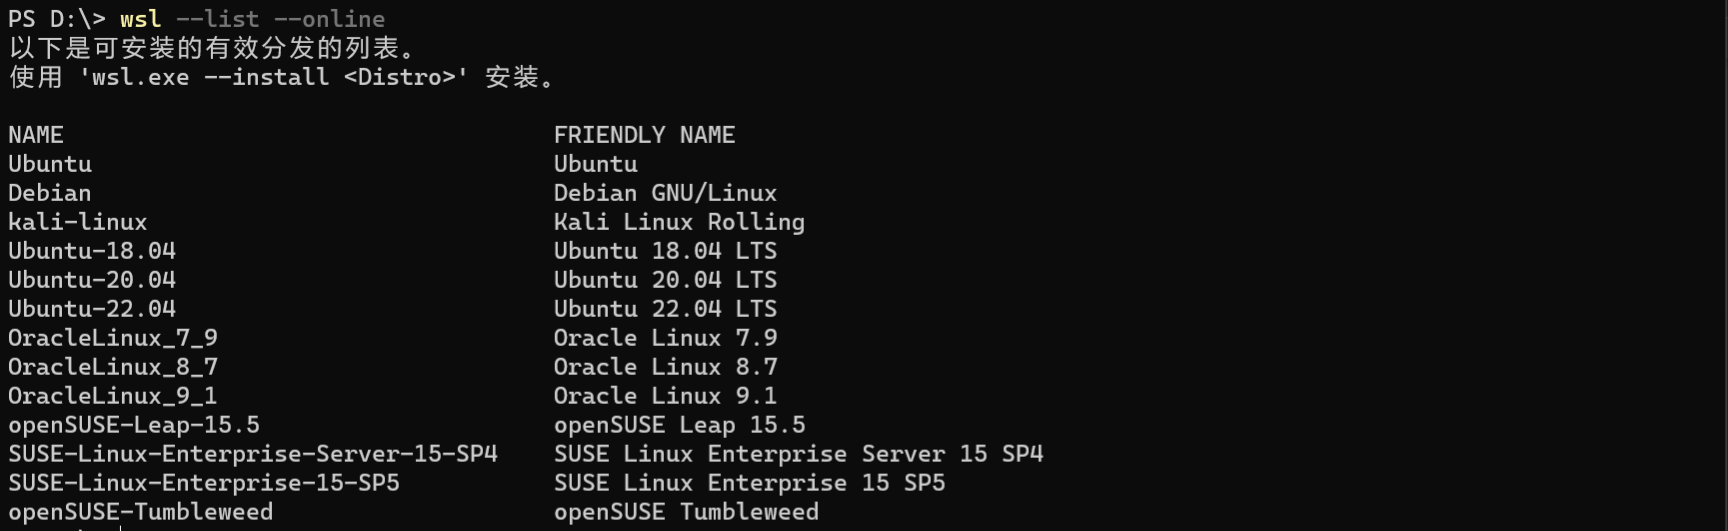 PS D:\> wsl --list --online
以下是可安装的有效分发的列表。
使用 'wsl.exe --install <Distro>' 安装。
NAME FRIENDLY NAME
Ubuntu Ubuntu
Debian Debian GNU/Linux
kali-linux Kali Linux Rolling
Ubuntu-18.04 Ubuntu 18.04 LTS
Ubuntu-20.04 Ubuntu 20.04 LTS
Ubuntu-22.04 Ubuntu 22.04 LTS
OracleLinux_7_9 Oracle Linux 7.9
OracleLinux_8_7 Oracle Linux 8.7
OracleLinux_9_1 Oracle Linux 9.1
openSUSE-Leap-15.5 openSUSE Leap 15.5
SUSE-Linux-Enterprise-Server-15-SP4 SUSE Linux Enterprise Server 15 SP4
SUSE-Linux-Enterprise-15-SP5 SUSE Linux Enterprise 15 SP5
openSUSE-Tumbleweed openSUSE Tumbleweed